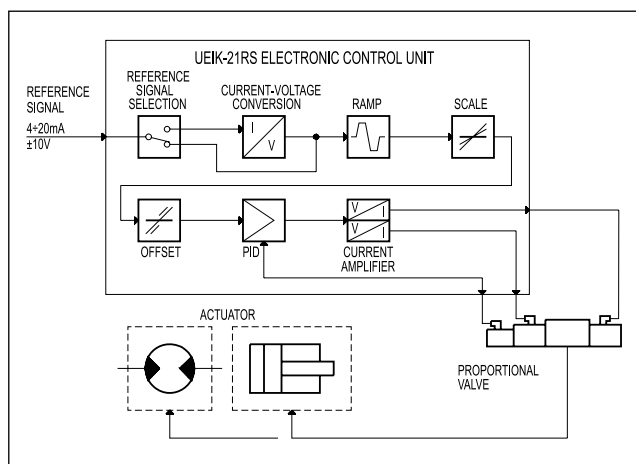 UEIK-21RS ELECTRONIC CONTROL UNIT
REFERENCE
SIGNAL
4÷20mA
±10V
REFERENCE
SIGNAL
SELECTION
CURRENT-VOLTAGE
CONVERSION
RAMP
SCALE
I
V
OFFSET
PID
V
I
V
I
CURRENT
AMPLIFIER
ACTUATOR
PROPORTIONAL
VALVE